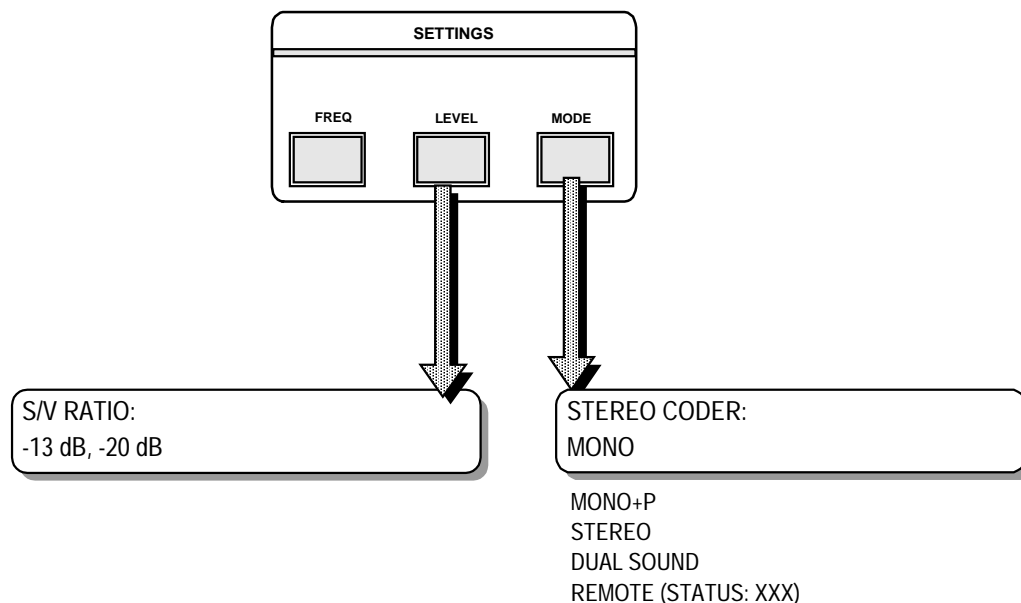 SETTINGS
FREQ LEVEL MODE
S/V RATIO:
-13 dB, -20 dB
STEREO CODER:
MONO
MONO+P
STEREO
DUAL SOUND
REMOTE (STATUS: XXX)